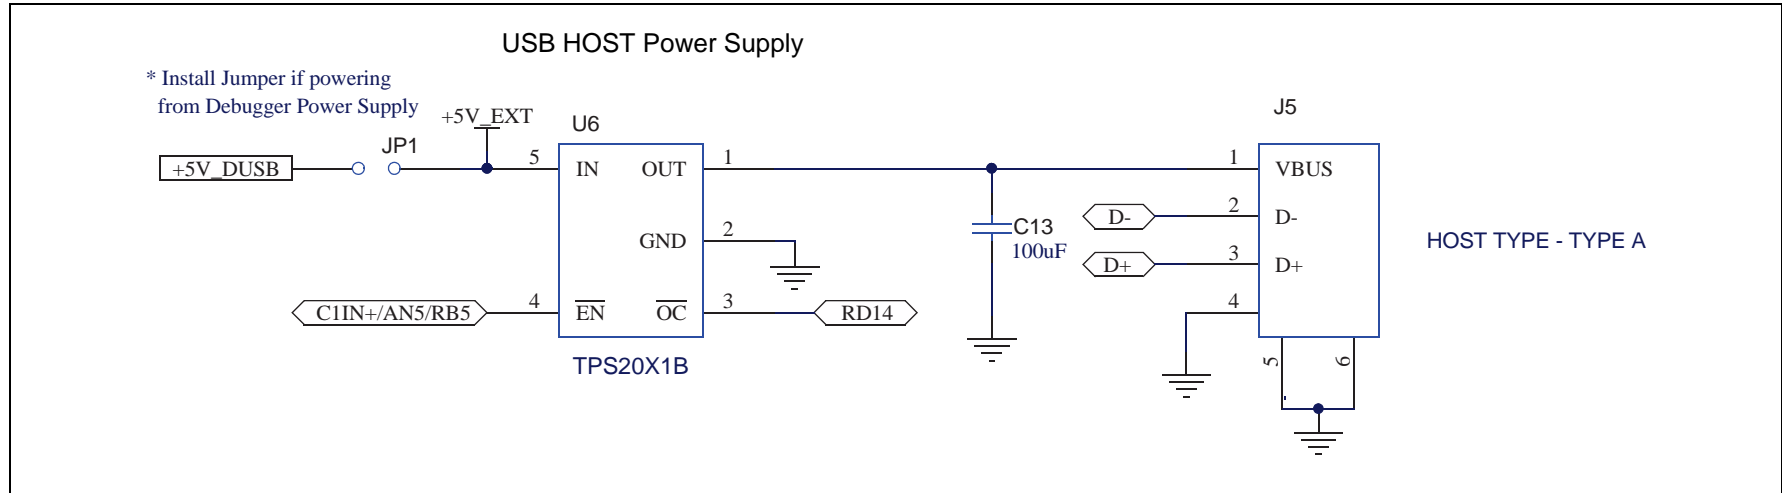 USB HOST Power Supply
* Install Jumper if powering
from Debugger Power Supply
+5V_EXT
U6
J5
JP1
+5V_DUSB
5
IN
OUT
1
1
VBUS
D-
2
D-
C13
100uF
GND
2
HOST TYPE - TYPE A
D+
3
D+
C1IN+/AN5/RB5
4
EN
OC
3
RD14
4
TPS20X1B
5
6